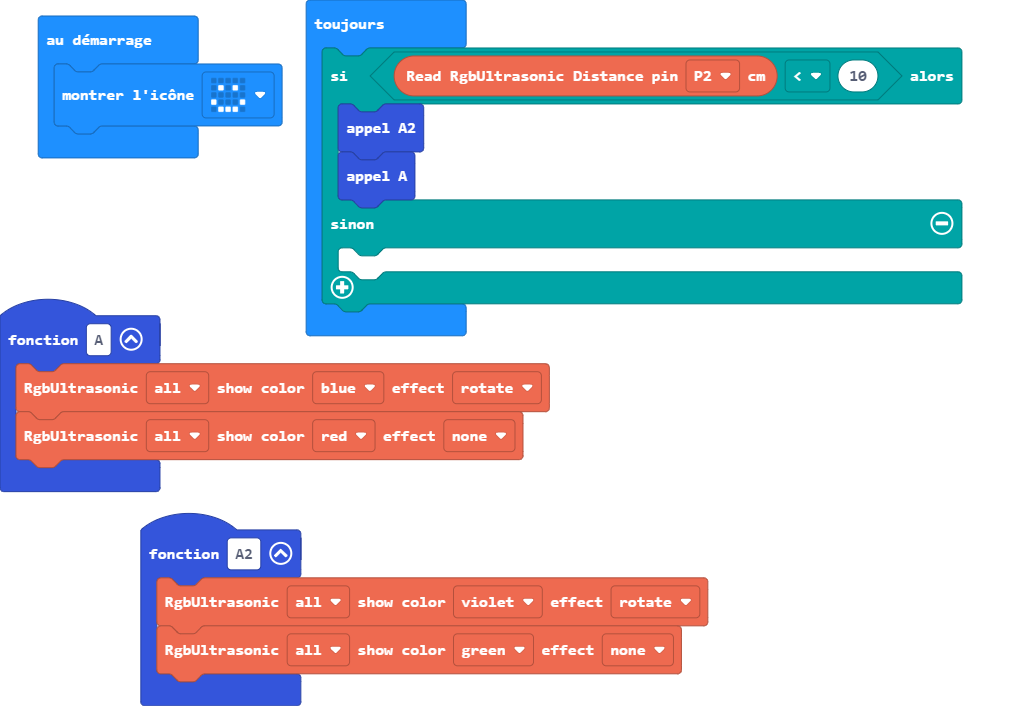 au démarrage
montrer l'icône
toujours
si Read RgbUltrasonic Distance pin P2 cm < 10 alors
appel A2
appel A
sinon
fonction A
RgbUltrasonic all show color blue effect rotate
RgbUltrasonic all show color red effect none
fonction A2
RgbUltrasonic all show color violet effect rotate
RgbUltrasonic all show color green effect none